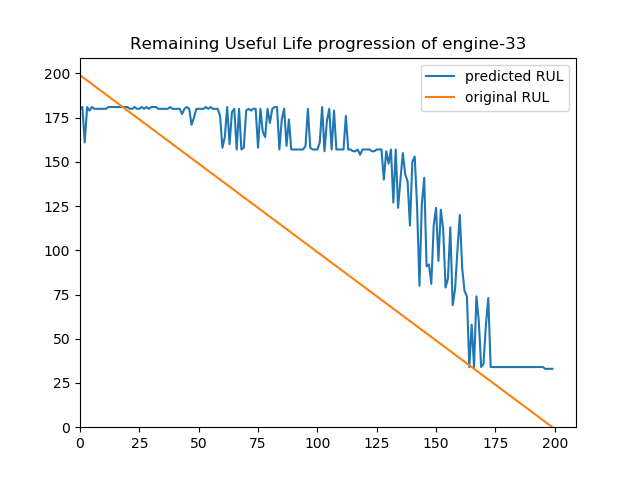 Remaining Useful Life progression of engine-33
predicted RUL
original RUL
200
175
150
125
100
75
50
25
0
0 25 50 75 100 125 150 175 200